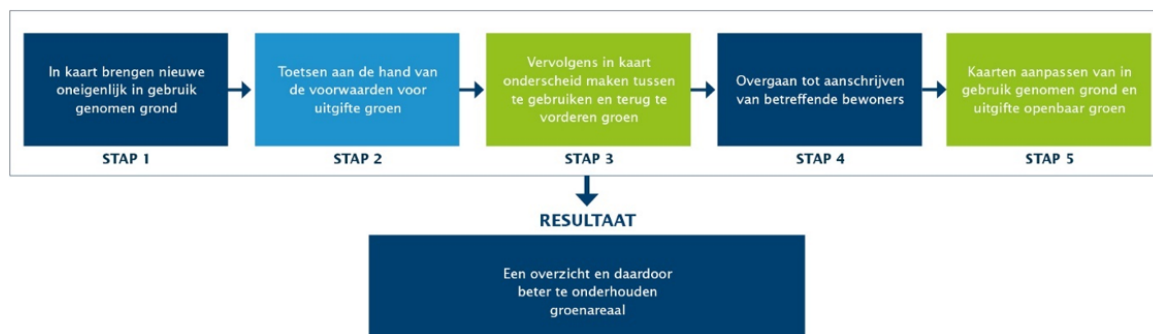 In kaart brengen nieuwe
oneigenlijk in gebruik
genomen grond
STAP 1
Toetsen aan de hand van
de voorwaarden voor
uitgifte groen
STAP 2
Vervolgens in kaart
onderscheid maken tussen
te gebruiken en terug te
vorderen groen
STAP 3
Overgaan tot aanschrijven
van betreffende bewoners
STAP 4
Kaarten aanpassen van in
gebruik genomen grond en
uitgifte openbaar groen
STAP 5
RESULTAAT
Een overzicht en daardoor
beter te onderhouden
groenareaal